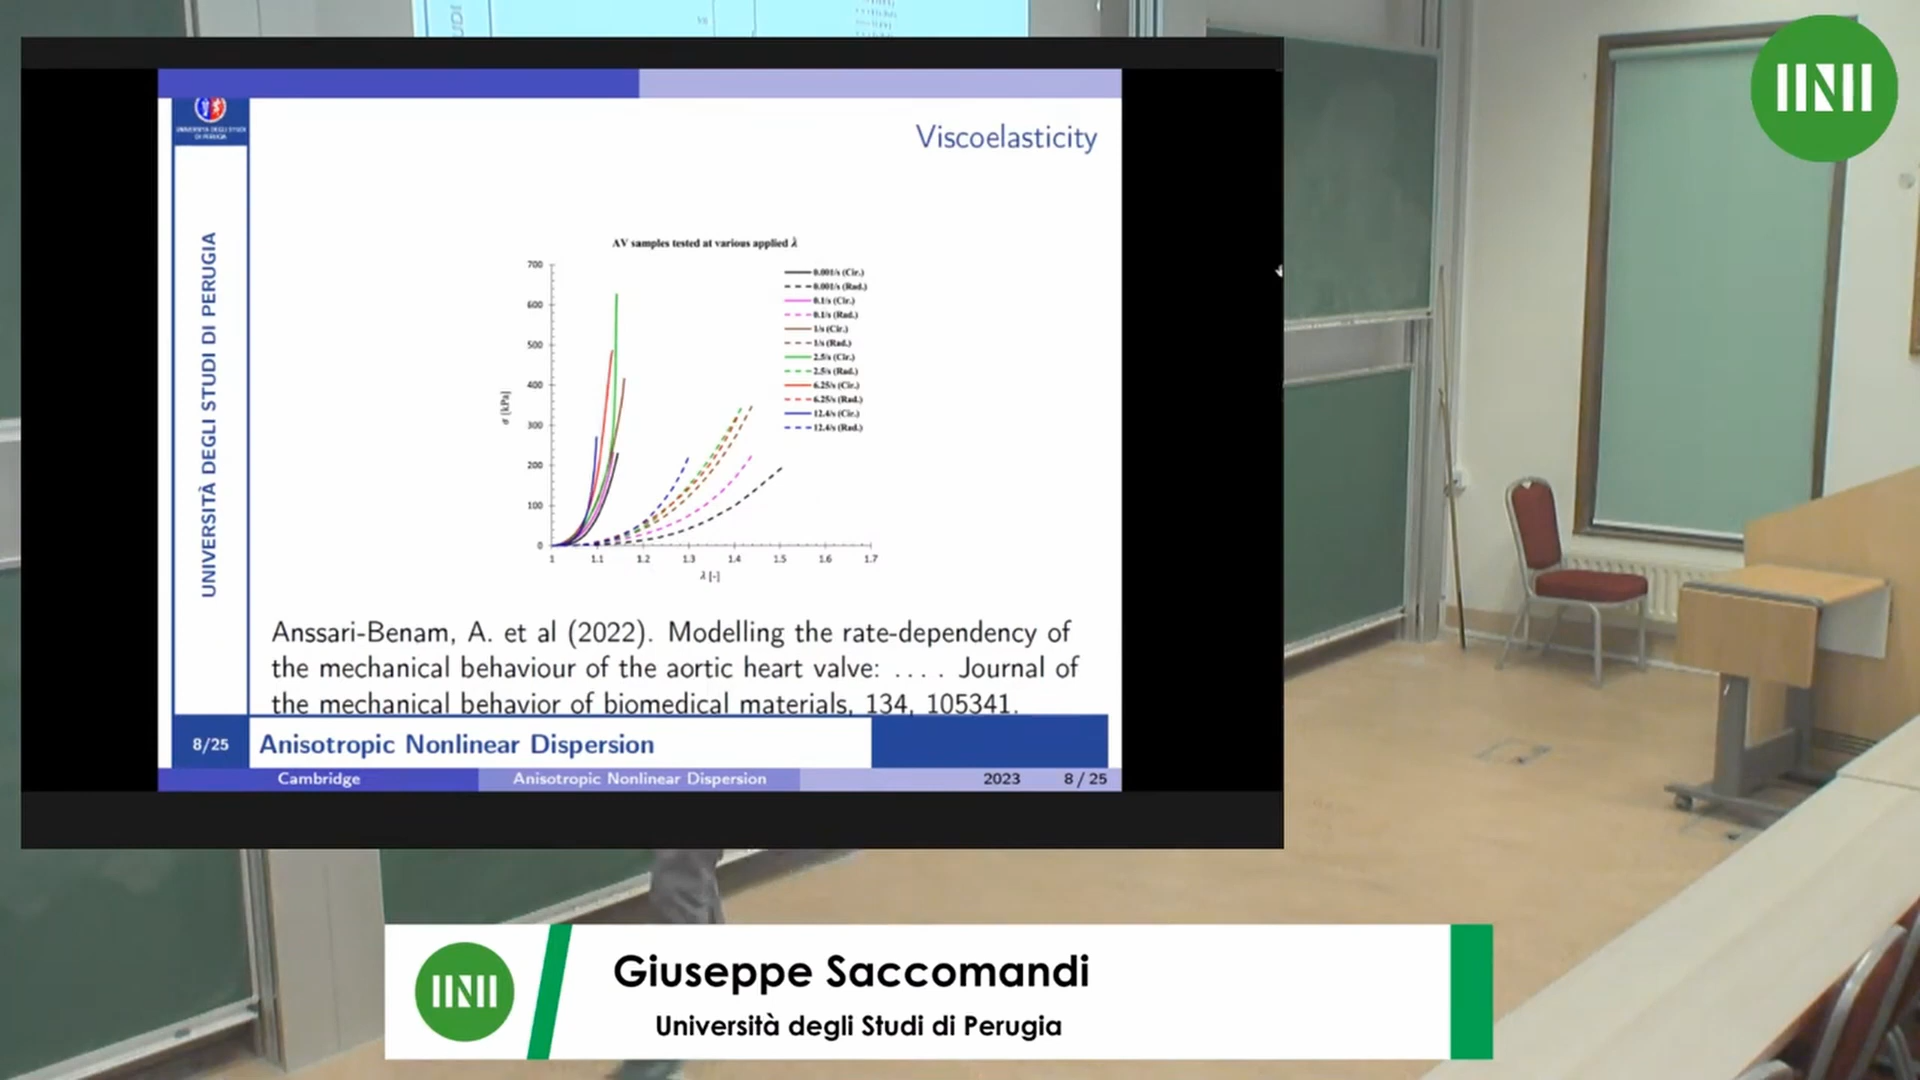 UNIVERSITÀ DEGLI STUDI
DI PERUGIA
UNIVERSITÀ DEGLI STUDI DI PERUGIA
Viscoelasticity
AV samples tested at various applied λ̇
700
600
500
400
300
200
100
0
σ [kPa]
1 1.1 1.2 1.3 1.4 1.5 1.6 1.7
λ [-]
0.001/s (Cir.)
0.001/s (Rad.)
0.1/s (Cir.)
0.1/s (Rad.)
1/s (Cir.)
1/s (Rad.)
2.5/s (Cir.)
2.5/s (Rad.)
6.25/s (Cir.)
6.25/s (Rad.)
12.4/s (Cir.)
12.4/s (Rad.)
Anssari-Benam, A. et al (2022). Modelling the rate-dependency of
the mechanical behaviour of the aortic heart valve: .... Journal of
the mechanical behavior of biomedical materials, 134, 105341.
8/25 Anisotropic Nonlinear Dispersion
Cambridge Anisotropic Nonlinear Dispersion 2023 8 / 25
Giuseppe Saccomandi
Università degli Studi di Perugia